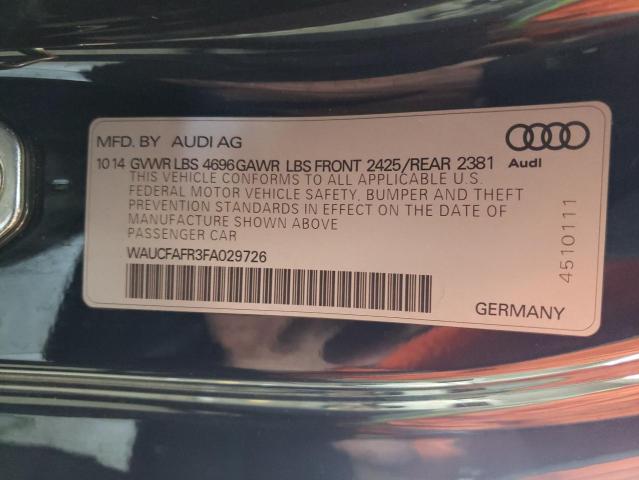 MFD. BY AUDI AG
1014 GVWR LBS 4696 GAWR LBS FRONT 2425/REAR 2381
Audi
THIS VEHICLE CONFORMS TO ALL APPLICABLE U.S.
FEDERAL MOTOR VEHICLE SAFETY, BUMPER AND THEFT
PREVENTION STANDARDS IN EFFECT ON THE DATE OF
MANUFACTURE SHOWN ABOVE
PASSENGER CAR
WAUCFAFR3FA029726
GERMANY
4510111